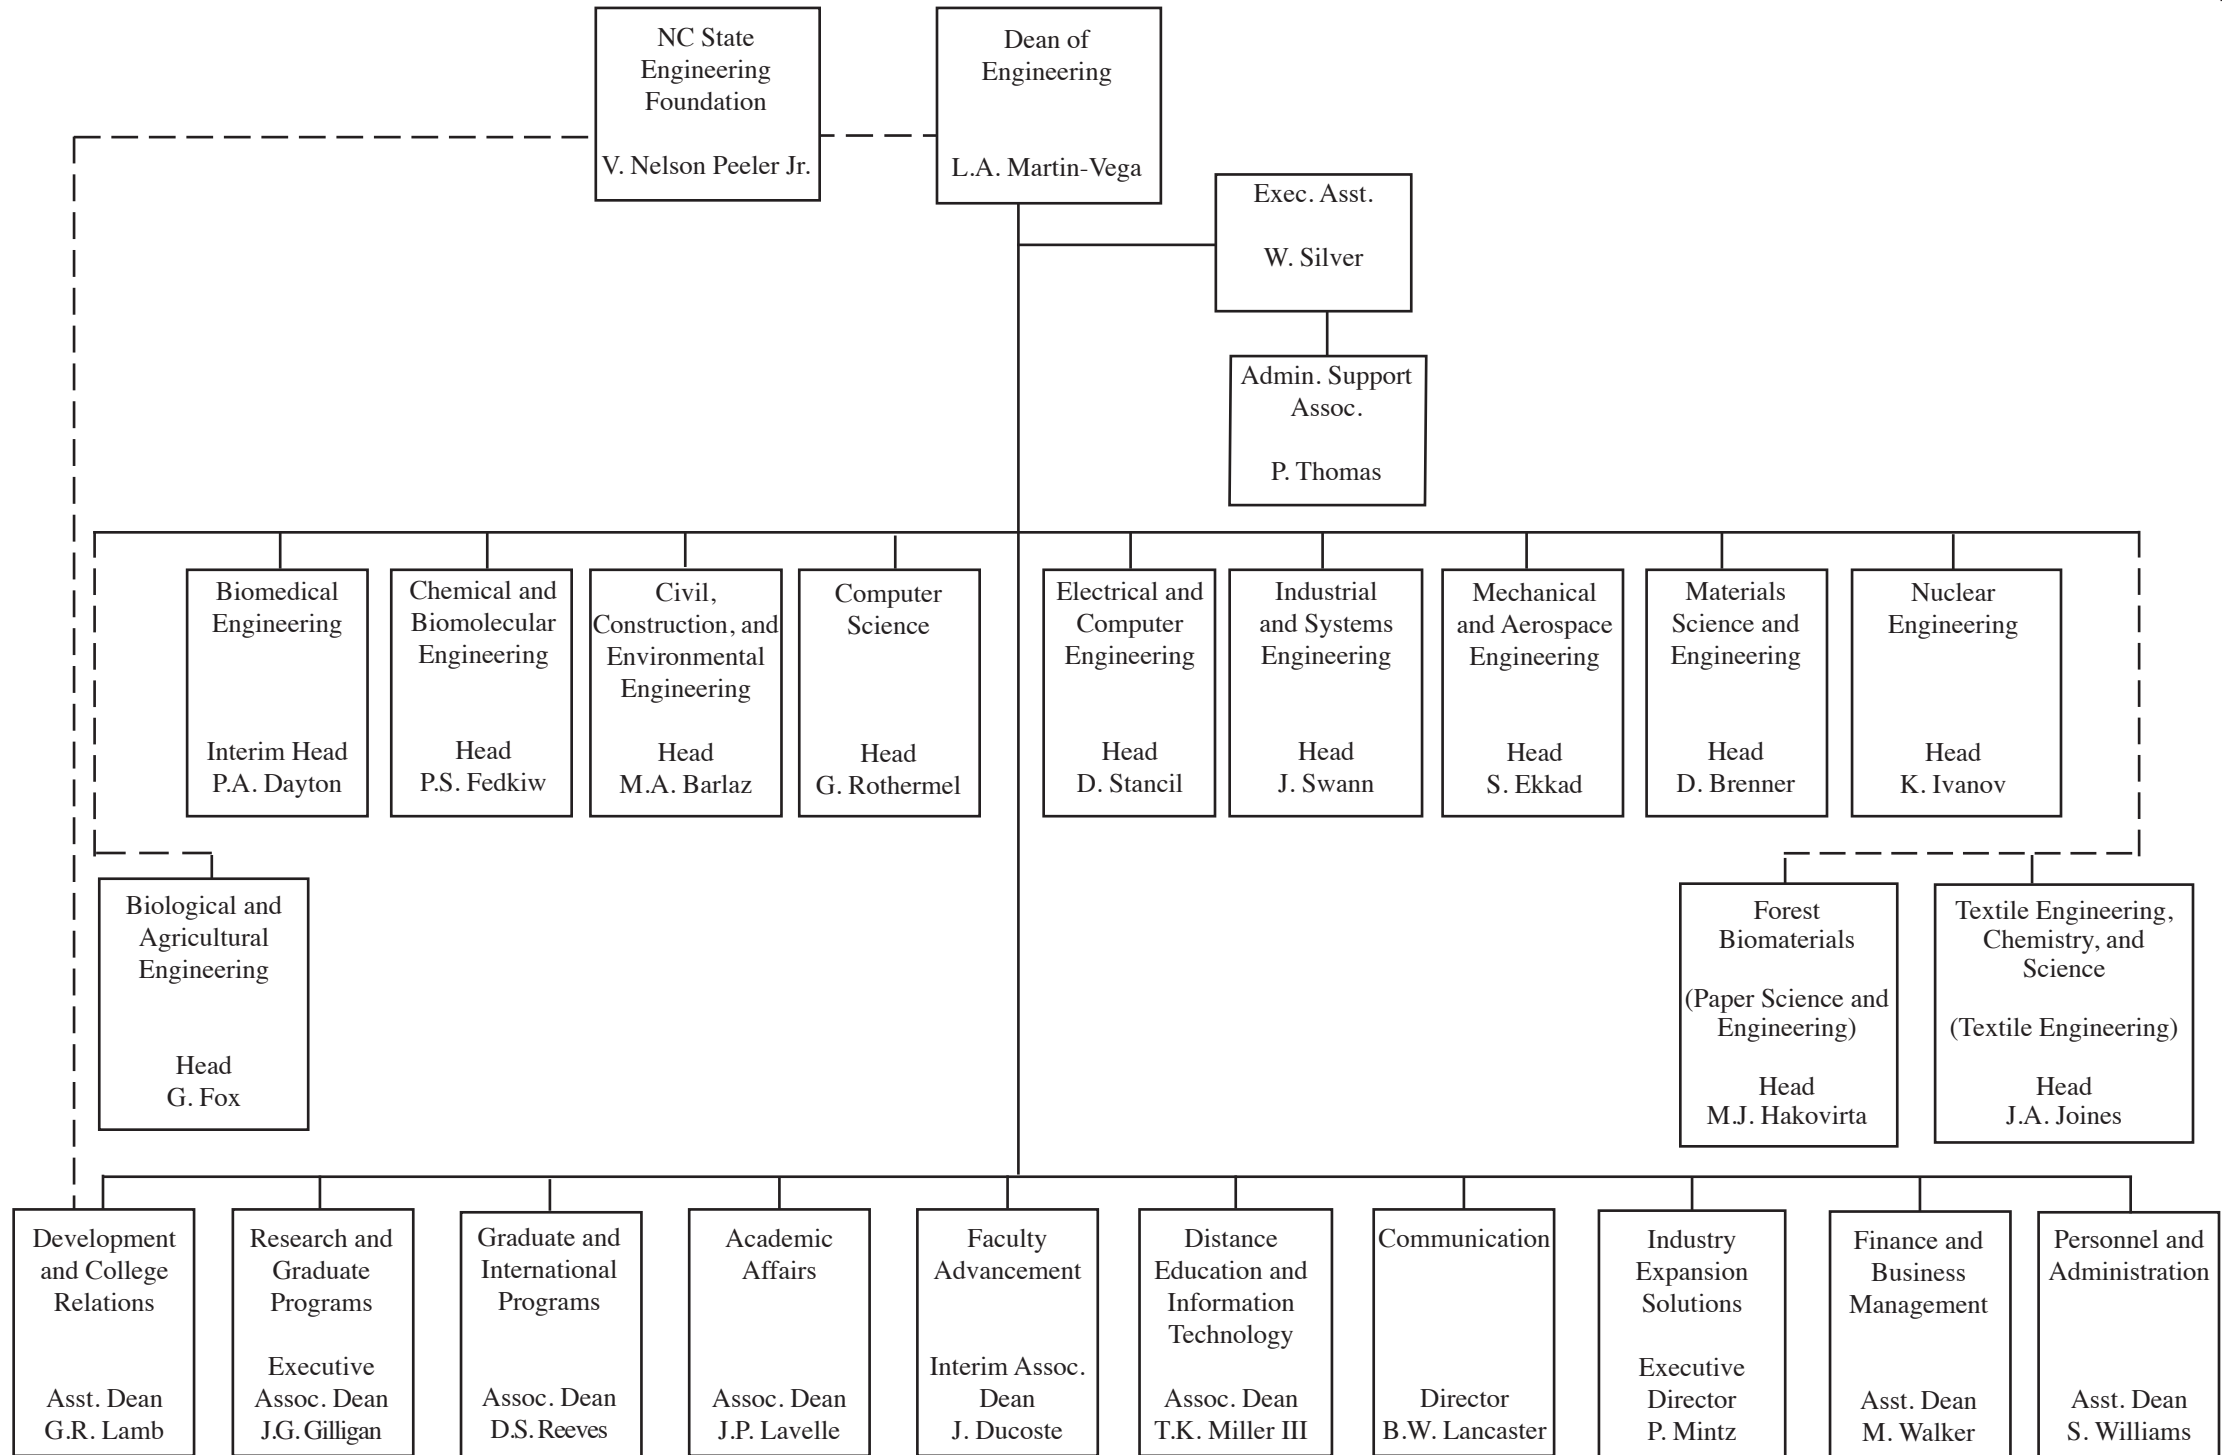 NC State
Engineering
Foundation
V. Nelson Peeler Jr.
Dean of
Engineering
L.A. Martin-Vega
Exec. Asst.
W. Silver
Admin. Support
Assoc.
P. Thomas
Biomedical
Engineering
Interim Head
P.A. Dayton
Chemical and
Biomolecular
Engineering
Head
P.S. Fedkiw
Civil,
Construction, and
Environmental
Engineering
Head
M.A. Barlaz
Computer
Science
Head
G. Rothermel
Electrical and
Computer
Engineering
Head
D. Stancil
Industrial
and Systems
Engineering
Head
J. Swann
Mechanical
and Aerospace
Engineering
Head
S. Ekkad
Materials
Science and
Engineering
Head
D. Brenner
Nuclear
Engineering
Head
K. Ivanov
Biological and
Agricultural
Engineering
Head
G. Fox
Forest
Biomaterials
(Paper Science and
Engineering)
Head
M.J. Hakovirta
Textile Engineering,
Chemistry, and
Science
(Textile Engineering)
Head
J.A. Joines
Development
and College
Relations
Asst. Dean
G.R. Lamb
Research and
Graduate
Programs
Executive
Assoc. Dean
J.G. Gilligan
Graduate and
International
Programs
Assoc. Dean
D.S. Reeves
Academic
Affairs
Assoc. Dean
J.P. Lavelle
Faculty
Advancement
Interim Assoc.
Dean
J. Ducoste
Distance
Education and
Information
Technology
Assoc. Dean
T.K. Miller III
Communication
Director
B.W. Lancaster
Industry
Expansion
Solutions
Executive
Director
P. Mintz
Finance and
Business
Management
Asst. Dean
M. Walker
Personnel and
Administration
Asst. Dean
S. Williams